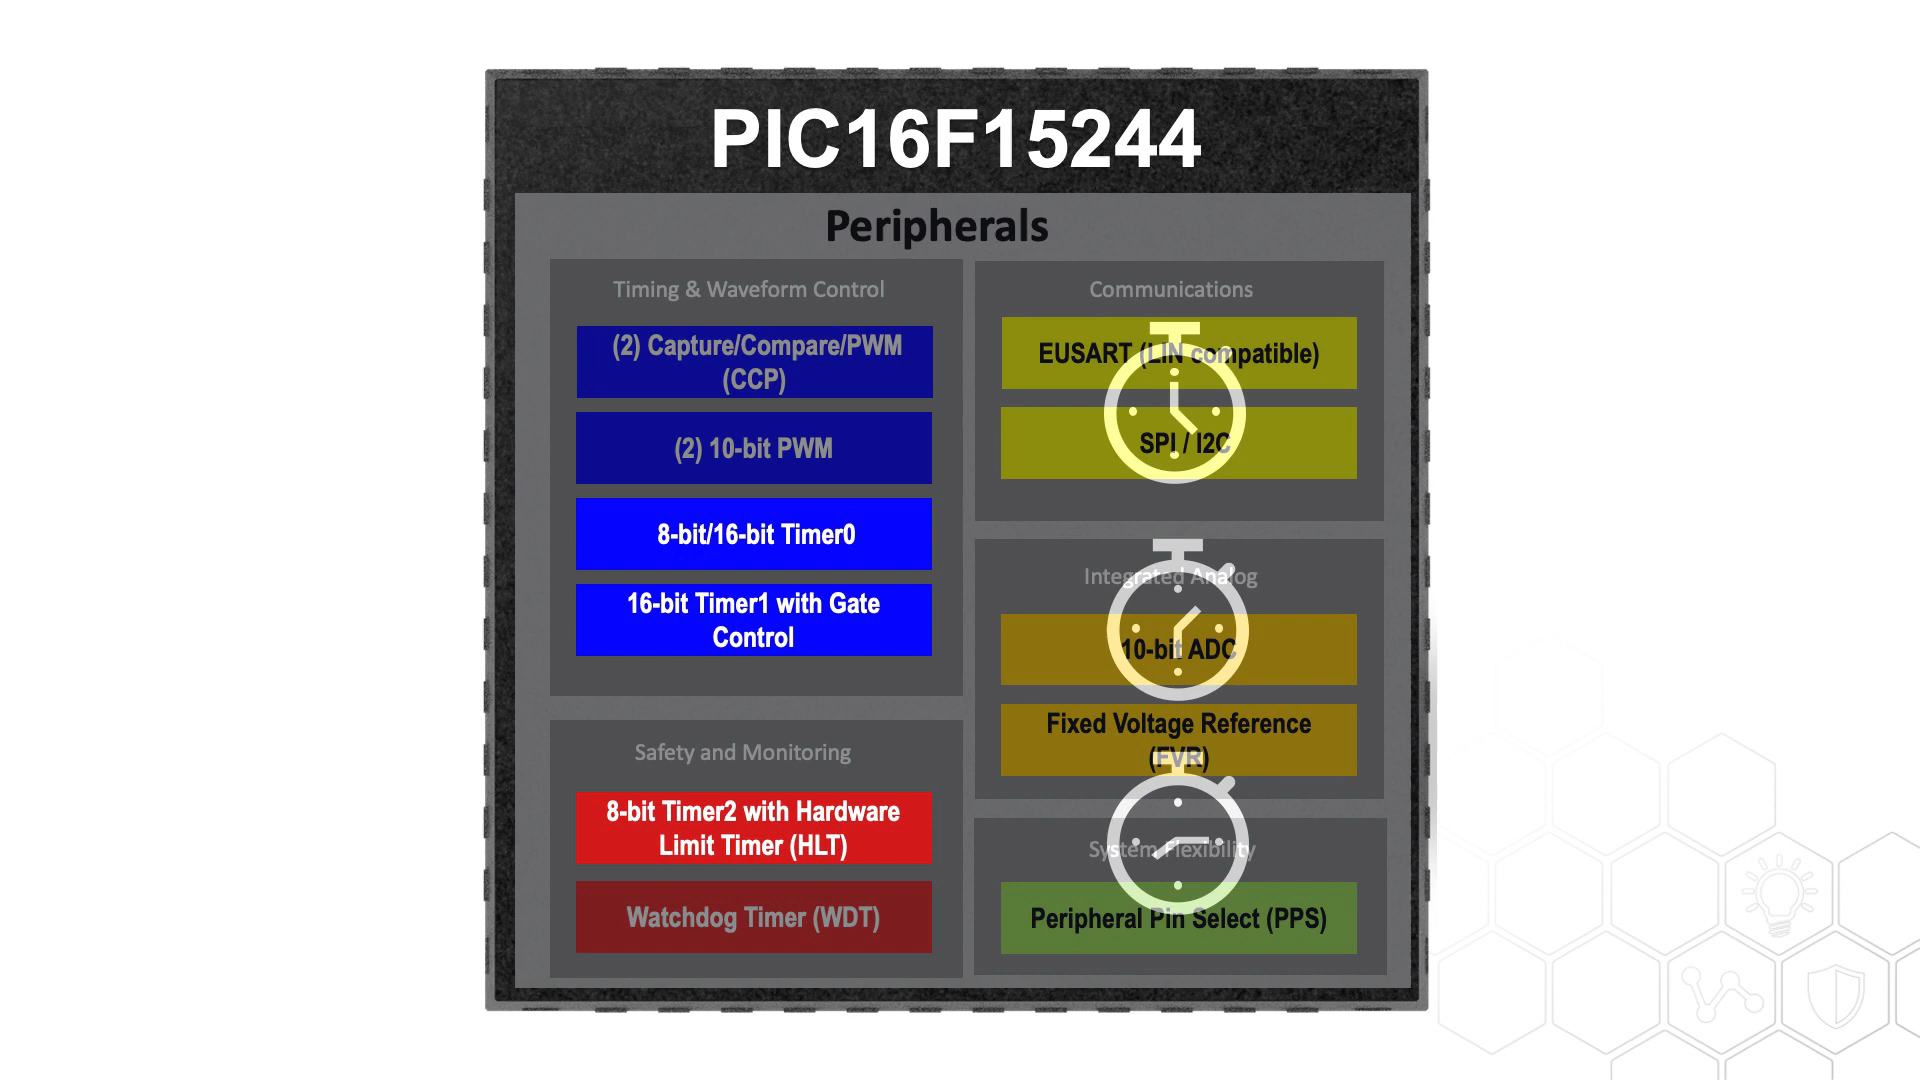 PIC16F15244
Peripherals
Timing & Waveform Control
(2) Capture/Compare/PWM
(CCP)
(2) 10-bit PWM
8-bit/16-bit Timer0
16-bit Timer1 with Gate
Control
Safety and Monitoring
8-bit Timer2 with Hardware
Limit Timer (HLT)
Watchdog Timer (WDT)
Communications
EUSART (LIN compatible)
SPI / I2C
Integrated Analog
10-bit ADC
Fixed Voltage Reference
(FVR)
System Flexibility
Peripheral Pin Select (PPS)